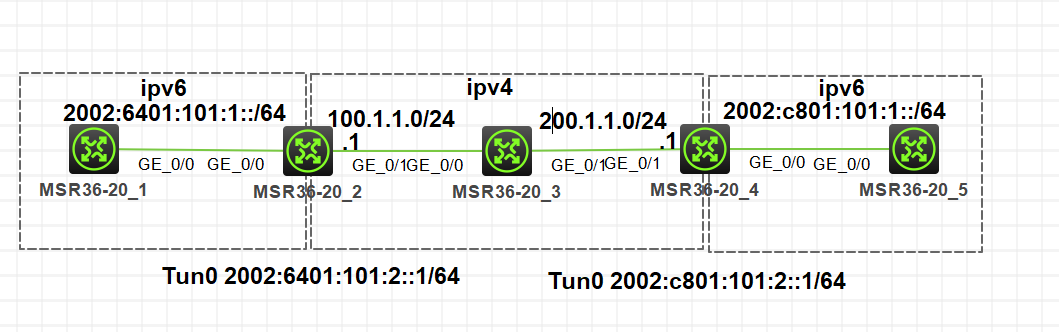 ipv6
2002:6401:101:1::/64
ipv4
ipv6
2002:c801:101:1::/64
100.1.1.0/24
.1
200.1.1.0/24
.1
GE_0/0
GE_0/0
GE_0/1
GE_0/0
GE_0/1
GE_0/1
GE_0/0
GE_0/0
MSR36-20_1
MSR36-20_2
MSR36-20_3
MSR36-20_4
MSR36-20_5
Tun0 2002:6401:101:2::1/64
Tun0 2002:c801:101:2::1/64